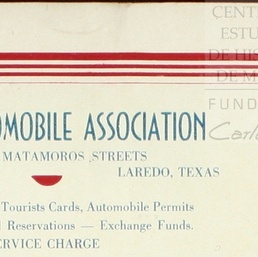 CENT
ESTU
DE HIS
DE M
FUND
Carl
OMOBILE ASSOCIATION
MATAMOROS STREETS
LAREDO, TEXAS
Tourists Cards, Automobile Permits
Reservations — Exchange Funds.
ERVICE CHARGE